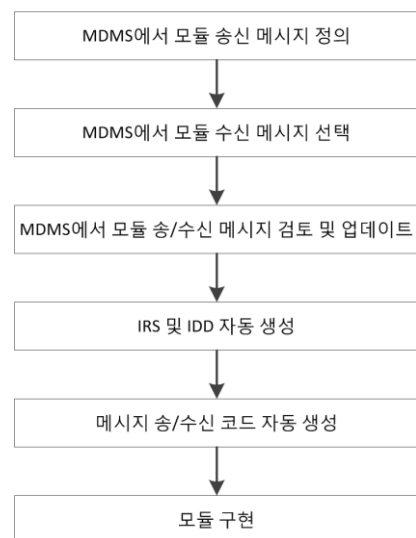 MDMS에서 모듈 송신 메시지 정의
MDMS에서 모듈 수신 메시지 선택
MDMS에서 모듈 송/수신 메시지 검토 및 업데이트
IRS 및 IDD 자동 생성
메시지 송/수신 코드 자동 생성
모듈 구현